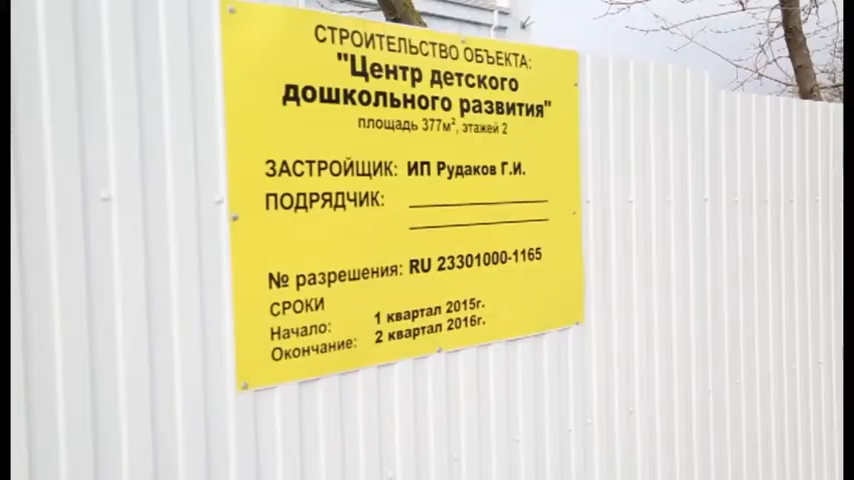 СТРОИТЕЛЬСТВО ОБЪЕКТА:
"Центр детского
дошкольного развития"
площадь 377м², этажей 2
ЗАСТРОЙЩИК: ИП Рудаков Г.И.
ПОДРЯДЧИК:
№ разрешения: RU 23301000-1165
СРОКИ
Начало: 1 квартал 2015г.
Окончание: 2 квартал 2016г.